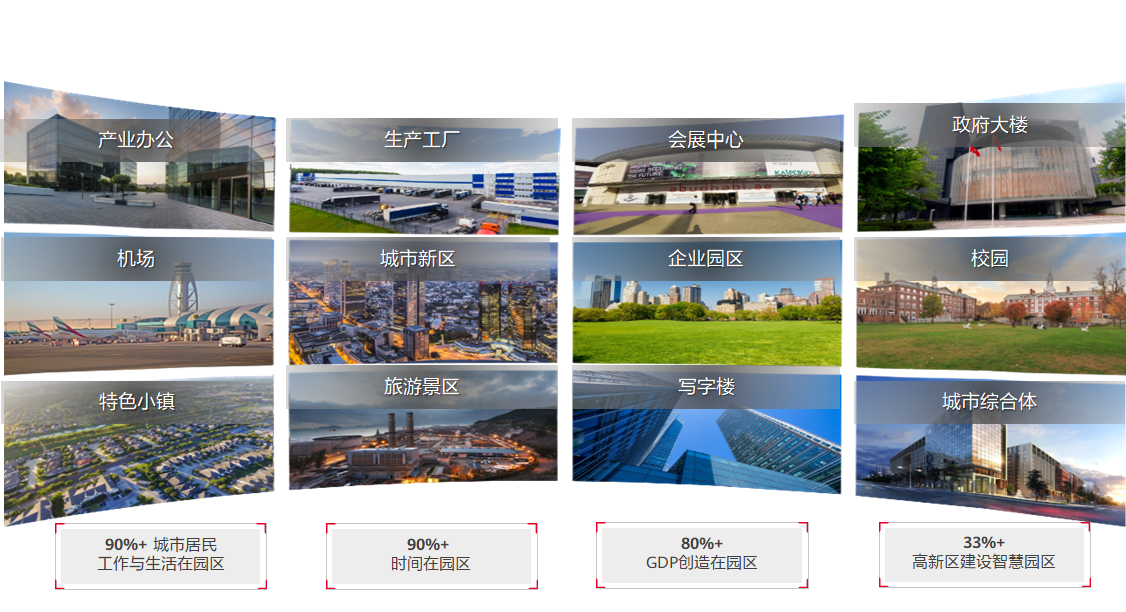 产业办公
生产工厂
会展中心
政府大楼
机场
城市新区
企业园区
校园
特色小镇
旅游景区
写字楼
城市综合体
90%+ 城市居民
工作与生活在园区
90%+
时间在园区
80%+
GDP创造在园区
33%+
高新区建设智慧园区